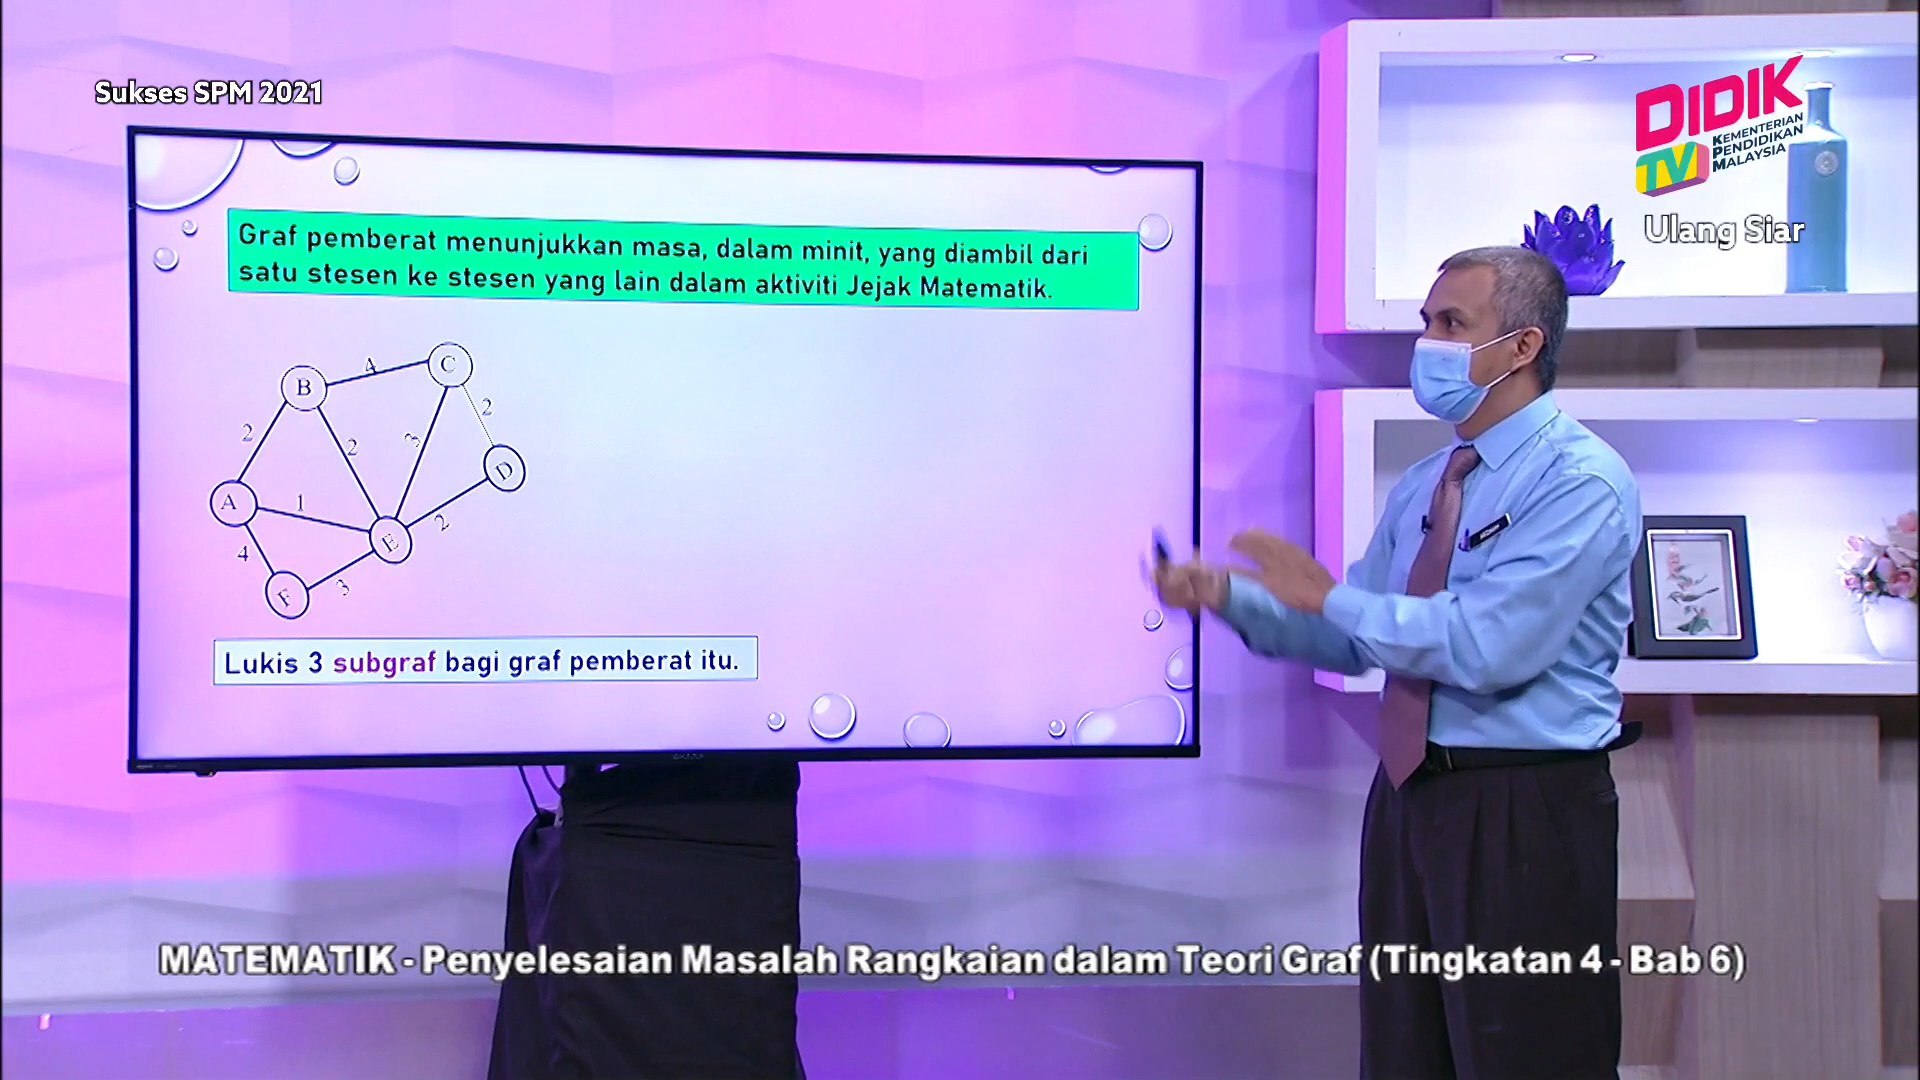 Sukses SPM 2021
DIDIK
TV
KEMENTERIAN
PENDIDIKAN
MALAYSIA
Ulang Siar
Graf pemberat menunjukkan masa, dalam minit, yang diambil dari
satu stesen ke stesen yang lain dalam aktiviti Jejak Matematik.
C
4
B
2
2
2
3
D
A
1
2
E
4
3
F
Lukis 3 subgraf bagi graf pemberat itu.
MATEMATIK - Penyelesaian Masalah Rangkaian dalam Teori Graf (Tingkatan 4 - Bab 6)